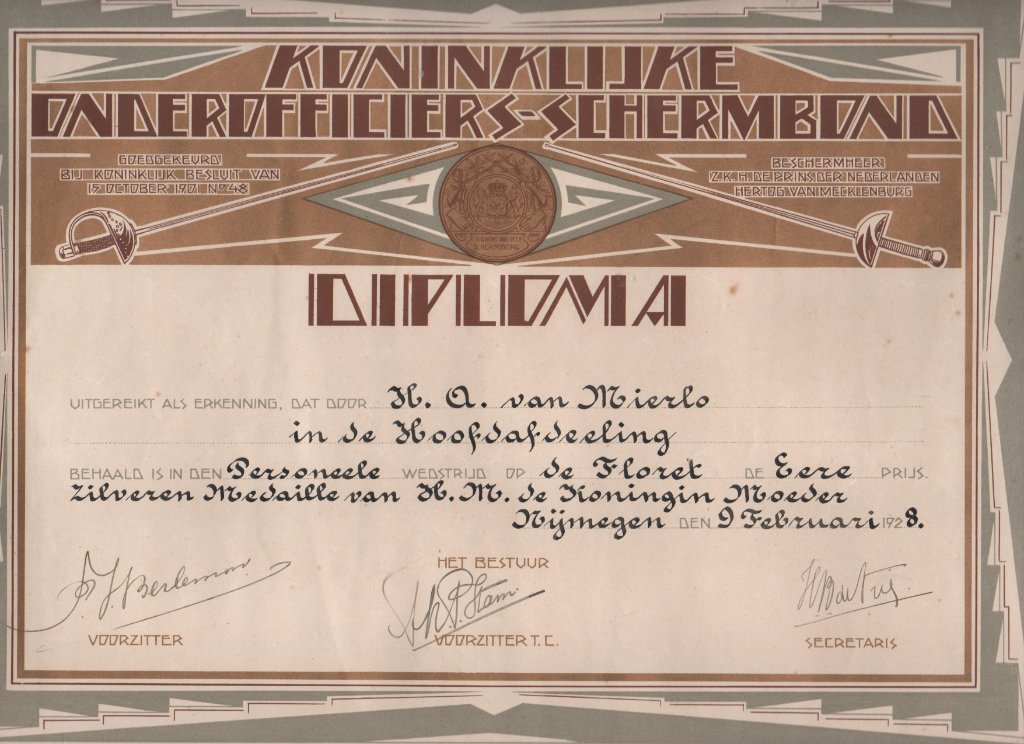 KONINKLIJKE
ONDEROFFICIERS-SCHERMBOND
GOEDGEKEURD
BIJ KONINKLIJK BESLUIT VAN
15 OCTOBER 1901 No 48
BESCHERMHEER:
Z.K.H. DE PRINS DER NEDERLANDEN
HERTOG VAN MECKLENBURG
SCHERMBOND
DIPLOMA
UITGEREIKT ALS ERKENNING, DAT DOOR H. A. van Mierlo
in de Hoofdafdeeling
BEHAALD IS IN DEN Personeele WEDSTRIJD OP de Floret DE Eere PRIJS.
Zilveren Medaille van H.M. de Koningin Moeder
Nijmegen DEN 9 Februari 1928.
HET BESTUUR
VOORZITTER
VOORZITTER T.C.
SECRETARIS